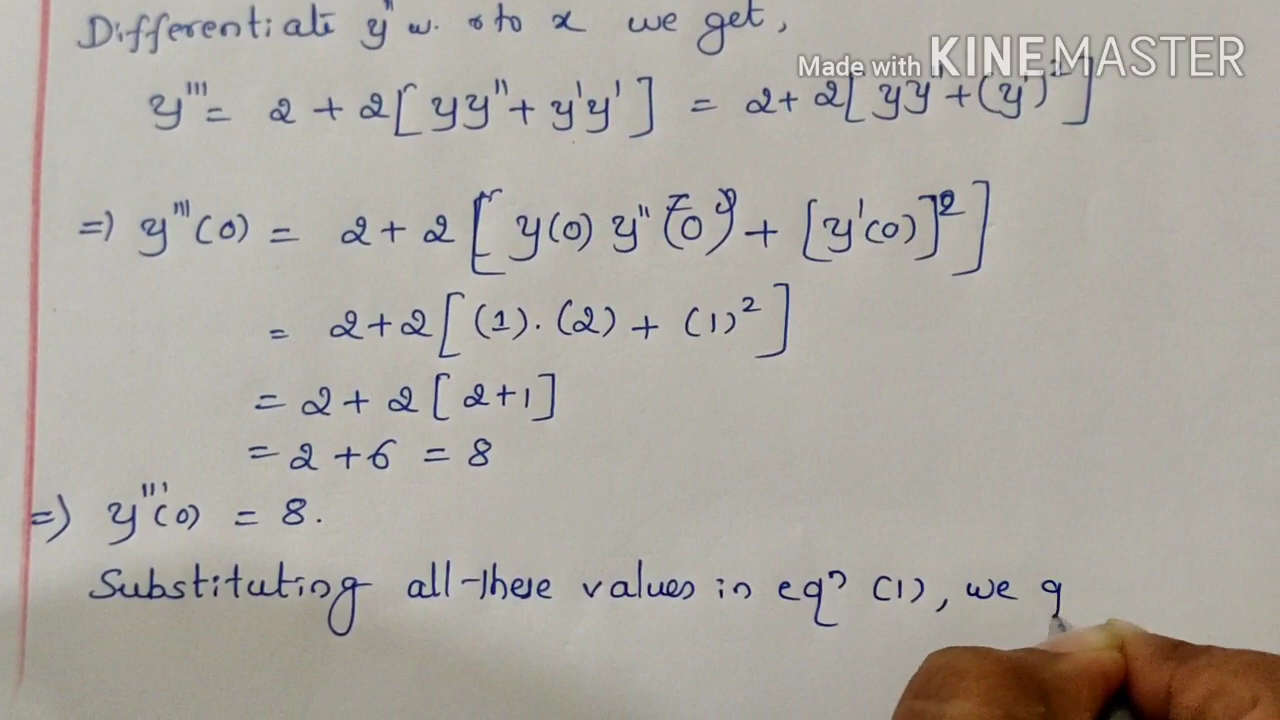 Differentiate y" w. r to x we get,
Made with KINEMASTER
y''' = 2 + 2[yy" + y'y'] = 2 + 2[yy" + (y')²]
=) y'''(0) = 2 + 2[y(0) y"(0) + [y'(0)]²]
= 2+2[(1).(2) + (1)²]
= 2 + 2[2+1]
= 2 + 6 = 8
=) y'''(0) = 8.
Substituting all these values in eqⁿ (1), we g